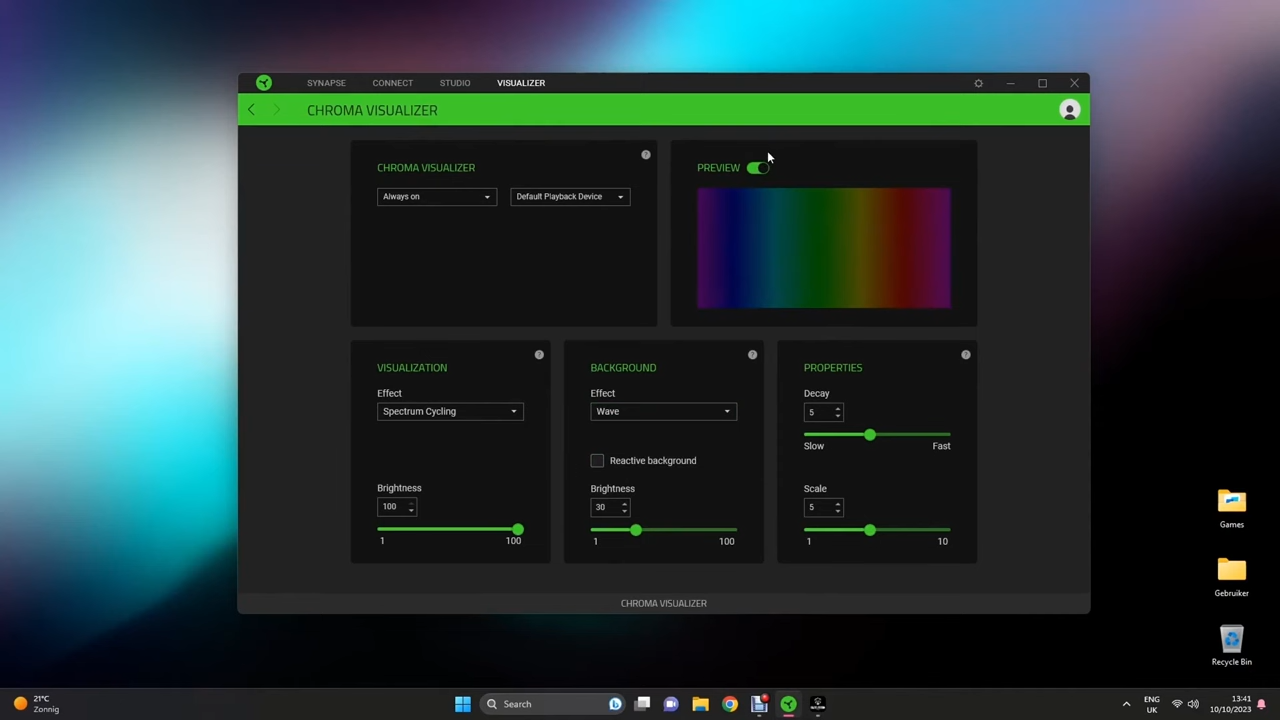 SYNAPSE CONNECT STUDIO VISUALIZER
CHROMA VISUALIZER
CHROMA VISUALIZER ?
Always on Default Playback Device
PREVIEW
VISUALIZATION ?
Effect
Spectrum Cycling
Brightness
100
1 100
BACKGROUND ?
Effect
Wave
Reactive background
Brightness
30
1 100
PROPERTIES ?
Decay
5
Slow Fast
Scale
5
1 10
CHROMA VISUALIZER
Games
Gebruiker
Recycle Bin
21°C
Zonnig
Search
ENG
UK
13:41
10/10/2023